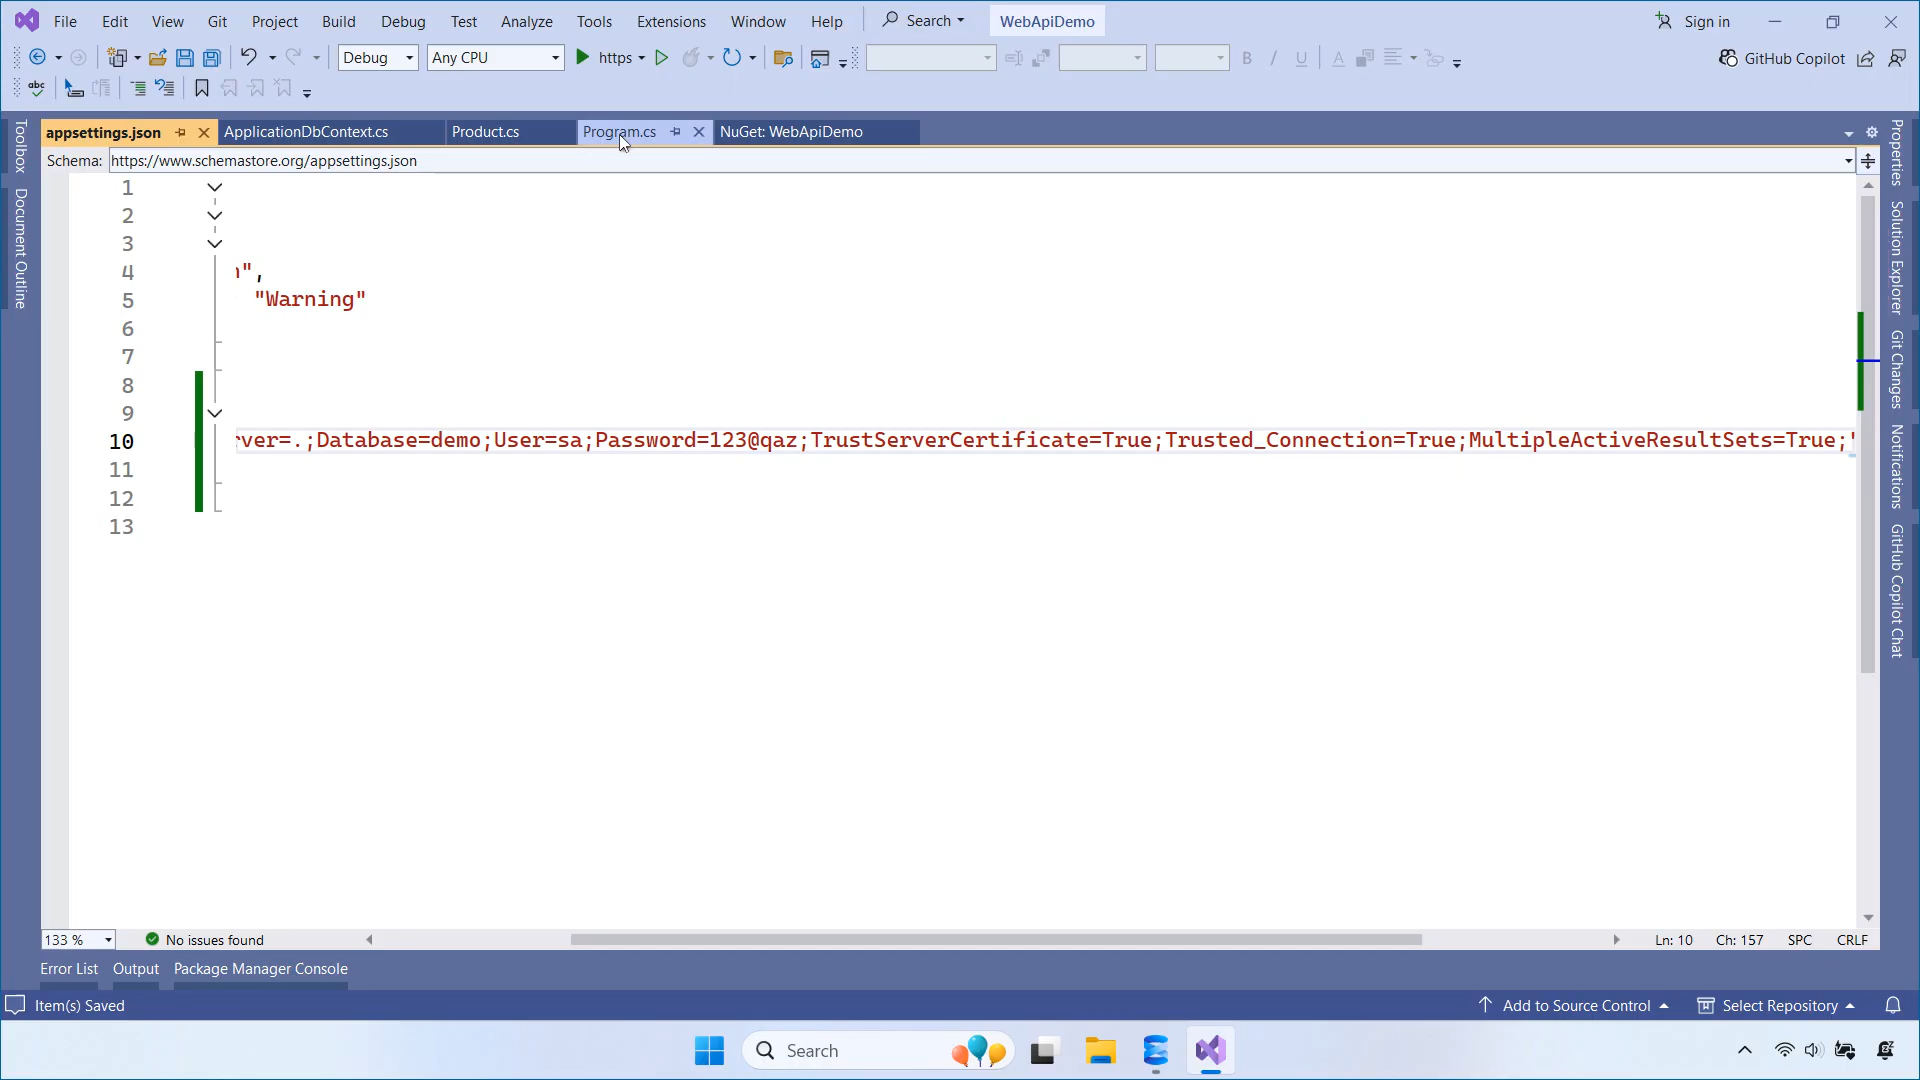 File Edit View Git Project Build Debug Test Analyze Tools Extensions Window Help Search WebApiDemo Sign in
Debug Any CPU https B I U A GitHub Copilot
abc
appsettings.json ApplicationDbContext.cs Product.cs Program.cs NuGet: WebApiDemo
Schema: https://www.schemastore.org/appsettings.json
1
2
3
4 ",
5 "Warning"
6
7
8
9
10 rver=.;Database=demo;User=sa;Password=123@qaz;TrustServerCertificate=True;Trusted_Connection=True;MultipleActiveResultSets=True;"
11
12
13
Toolbox
Document Outline
Properties
Solution Explorer
Git Changes
Notifications
GitHub Copilot Chat
133 % No issues found Ln: 10 Ch: 157 SPC CRLF
Error List Output Package Manager Console
Item(s) Saved Add to Source Control Select Repository
Search